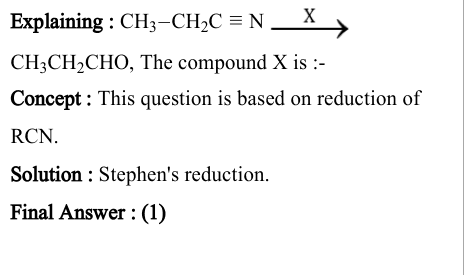 Explaining : CH₃–CH₂C ≡ N —X→
CH₃CH₂CHO, The compound X is :-
Concept : This question is based on reduction of
RCN.
Solution : Stephen's reduction.
Final Answer : (1)